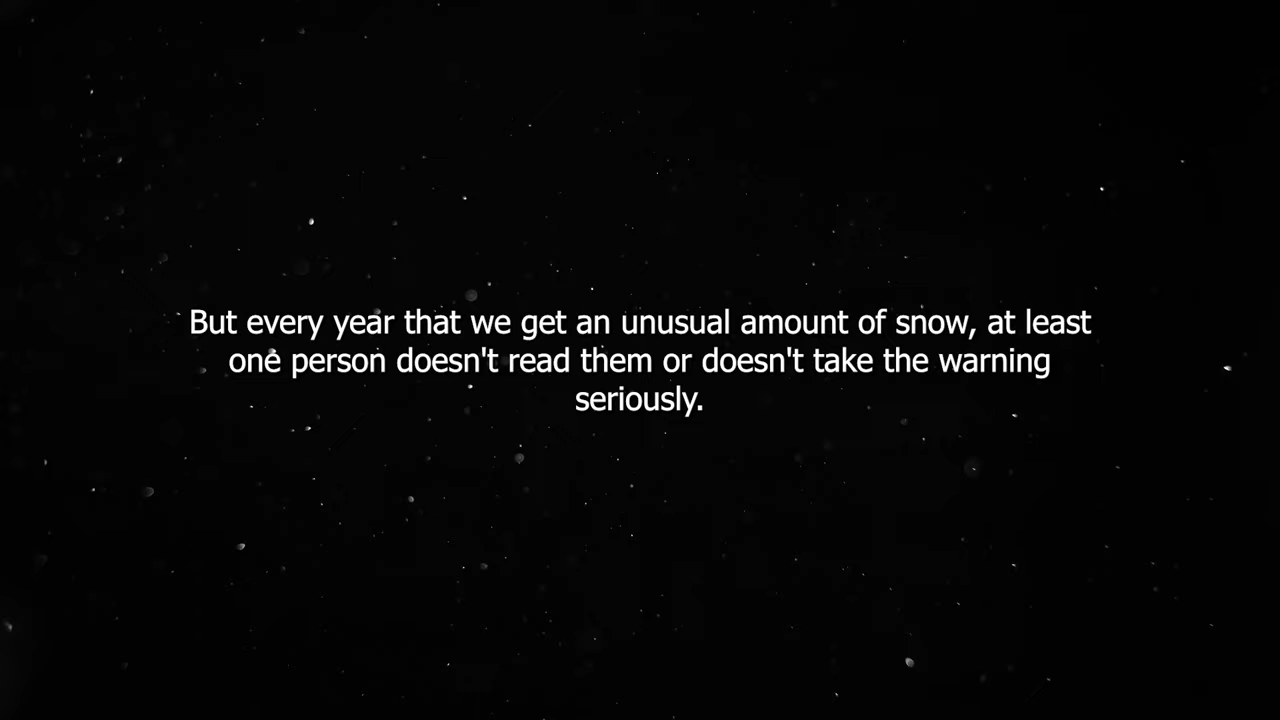 But every year that we get an unusual amount of snow, at least
one person doesn't read them or doesn't take the warning
seriously.